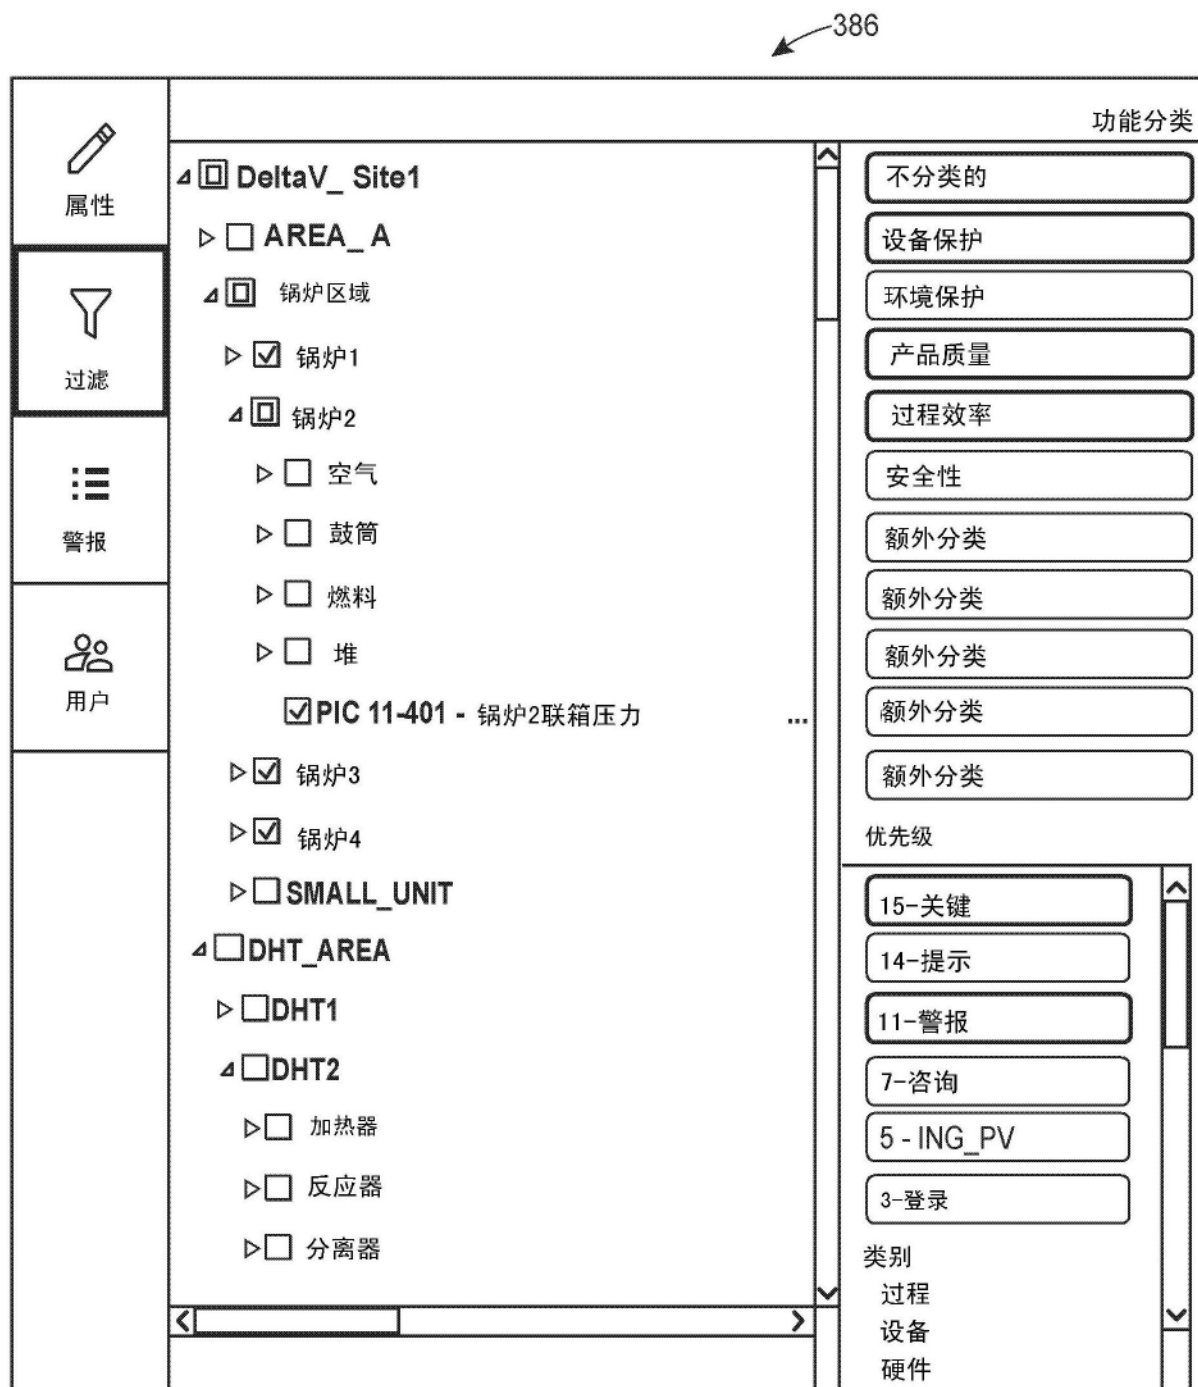 386
功能分类
属性
过滤
警报
用户
DeltaV_ Site1
AREA_ A
锅炉区域
锅炉1
锅炉2
空气
鼓筒
燃料
堆
PIC 11-401 - 锅炉2联箱压力 ...
锅炉3
锅炉4
SMALL_UNIT
DHT_AREA
DHT1
DHT2
加热器
反应器
分离器
不分类的
设备保护
环境保护
产品质量
过程效率
安全性
额外分类
额外分类
额外分类
额外分类
额外分类
优先级
15-关键
14-提示
11-警报
7-咨询
5 - ING_PV
3-登录
类别
过程
设备
硬件